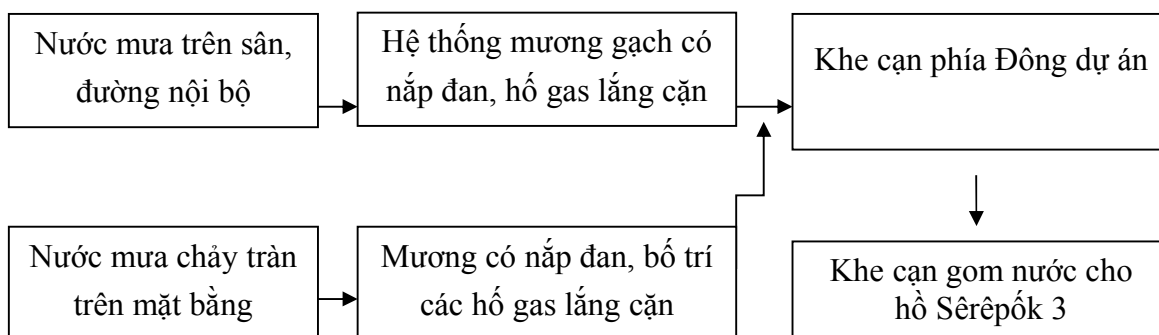 Nước mưa trên sân,
đường nội bộ
Hệ thống mương gạch có
nắp đan, hố gas lắng cặn
Khe cạn phía Đông dự án
Nước mưa chảy tràn
trên mặt bằng
Mương có nắp đan, bố trí
các hố gas lắng cặn
Khe cạn gom nước cho
hồ Sêrêpốk 3